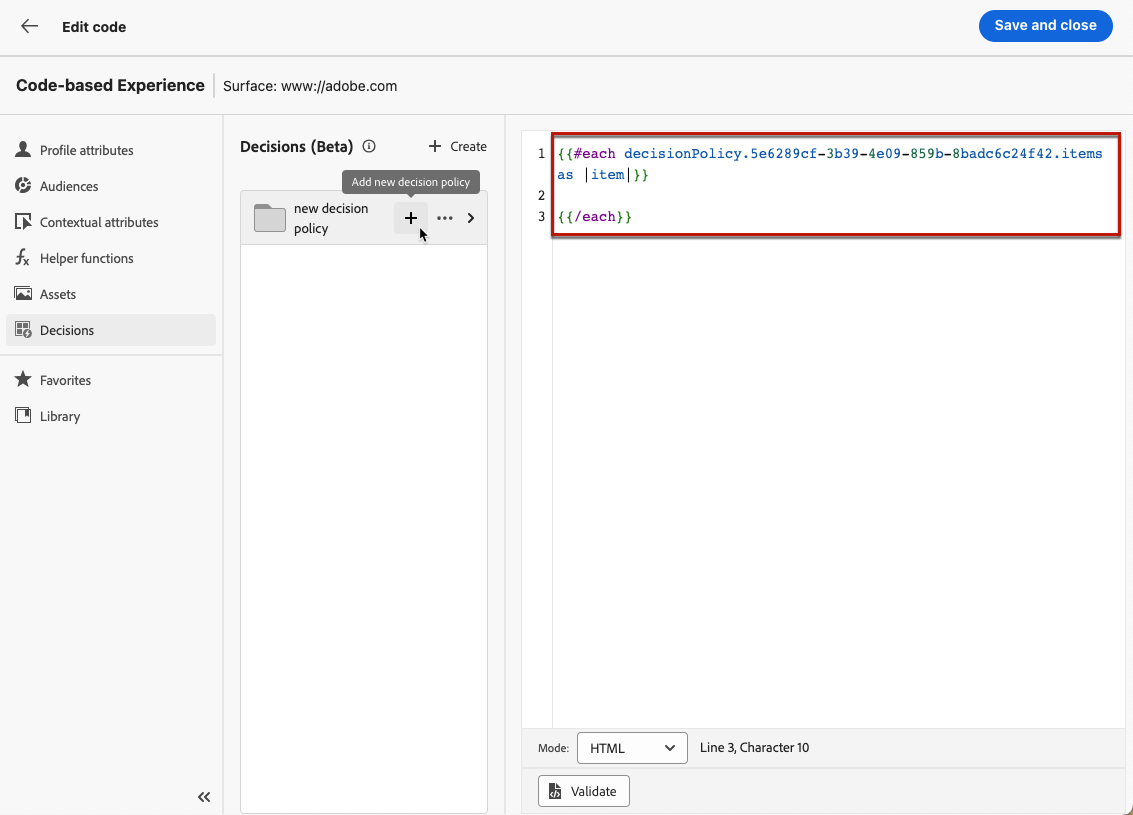 Edit code
Save and close
Code-based Experience
Surface: www://adobe.com
Profile attributes
Audiences
Contextual attributes
Helper functions
Assets
Decisions
Favorites
Library
Decisions (Beta)
Create
Add new decision policy
new decision
policy
1 {{#each decisionPolicy.5e6289cf-3b39-4e09-859b-8badc6c24f42.items
as |item|}}
2
3 {{/each}}
Mode: HTML Line 3, Character 10
Validate